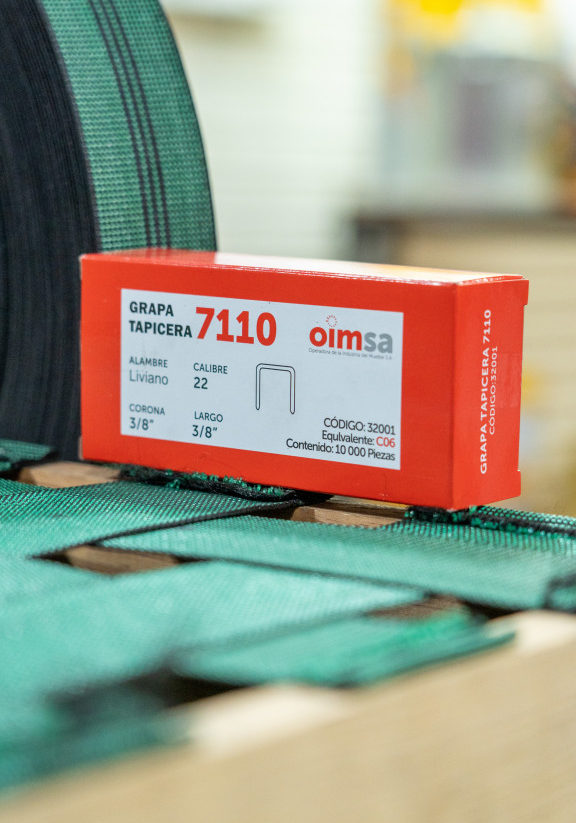 GRAPA
TAPICERA 7110
oimsa
Operadora de la Industria del Mueble S.A.
ALAMBRE
Liviano
CALIBRE
22
CORONA
3/8"
LARGO
3/8"
CÓDIGO: 32001
Equivalente: C06
Contenido: 10 000 Piezas
GRAPA TAPICERA 7110
CÓDIGO:32001